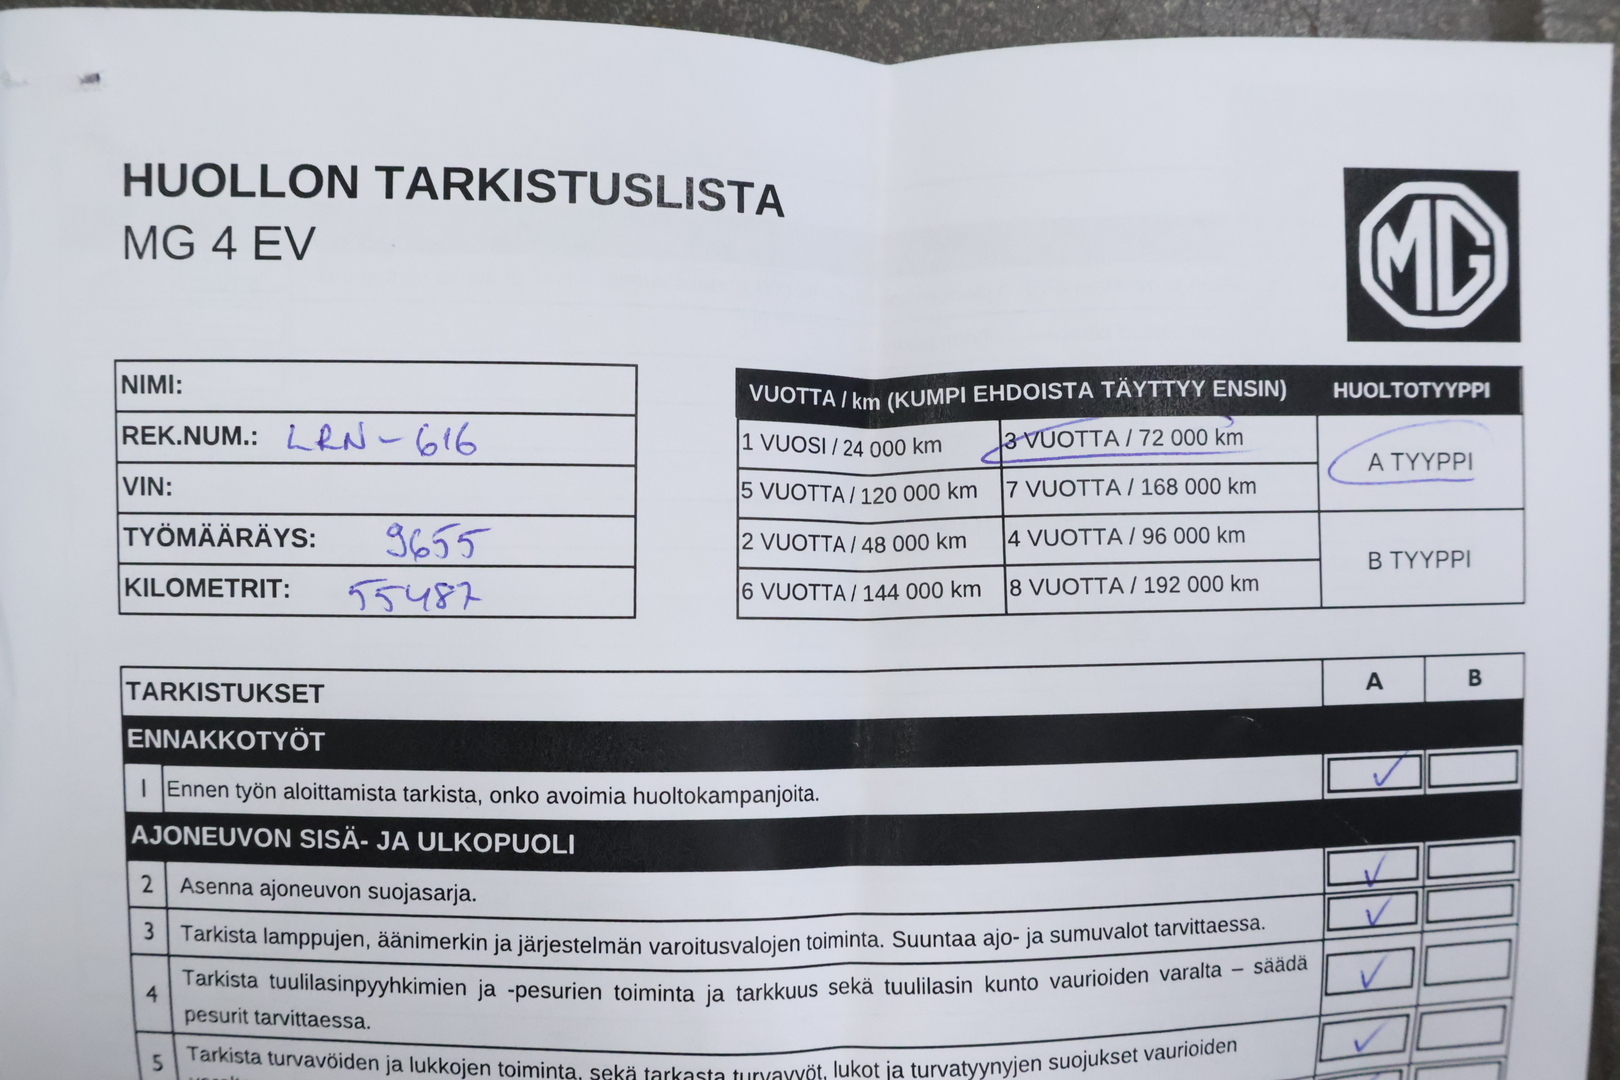 HUOLLON TARKISTUSLISTA
MG 4 EV
MG
NIMI:
REK.NUM.: LRN-616
VIN:
TYÖMÄÄRÄYS: 9655
KILOMETRIT: 55487
VUOTTA / km (KUMPI EHDOISTA TÄYTTYY ENSIN) HUOLTOTYYPPI
1 VUOSI / 24 000 km 3 VUOTTA / 72 000 km A TYYPPI
5 VUOTTA / 120 000 km 7 VUOTTA / 168 000 km
2 VUOTTA / 48 000 km 4 VUOTTA / 96 000 km B TYYPPI
6 VUOTTA / 144 000 km 8 VUOTTA / 192 000 km
TARKISTUKSET A B
ENNAKKOTYÖT
1 Ennen työn aloittamista tarkista, onko avoimia huoltokampanjoita. ✓
AJONEUVON SISÄ- JA ULKOPUOLI
2 Asenna ajoneuvon suojasarja. ✓
3 Tarkista lamppujen, äänimerkin ja järjestelmän varoitusvalojen toiminta. Suuntaa ajo- ja sumuvalot tarvittaessa. ✓
4 Tarkista tuulilasinpyyhkimien ja -pesurien toiminta ja tarkkuus sekä tuulilasin kunto vaurioiden varalta – säädä ✓
pesurit tarvittaessa.
5 Tarkista turvavöiden ja lukkojen toiminta, sekä tarkasta turvavyöt, lukot ja turvatyynyjen suojukset vaurioiden ✓